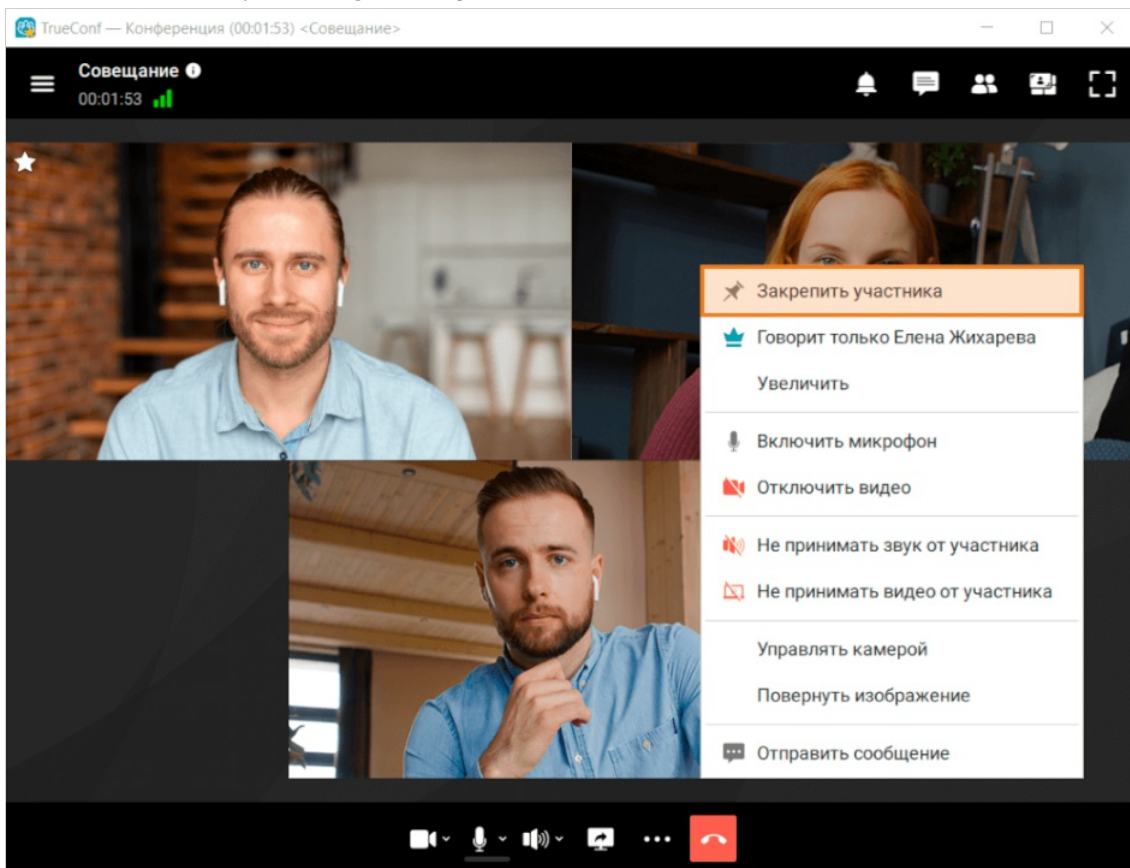 TrueConf — Конференция (00:01:53) <Совещание>
Совещание
00:01:53
Закрепить участника
Говорит только Елена Жихарева
Увеличить
Включить микрофон
Отключить видео
Не принимать звук от участника
Не принимать видео от участника
Управлять камерой
Повернуть изображение
Отправить сообщение